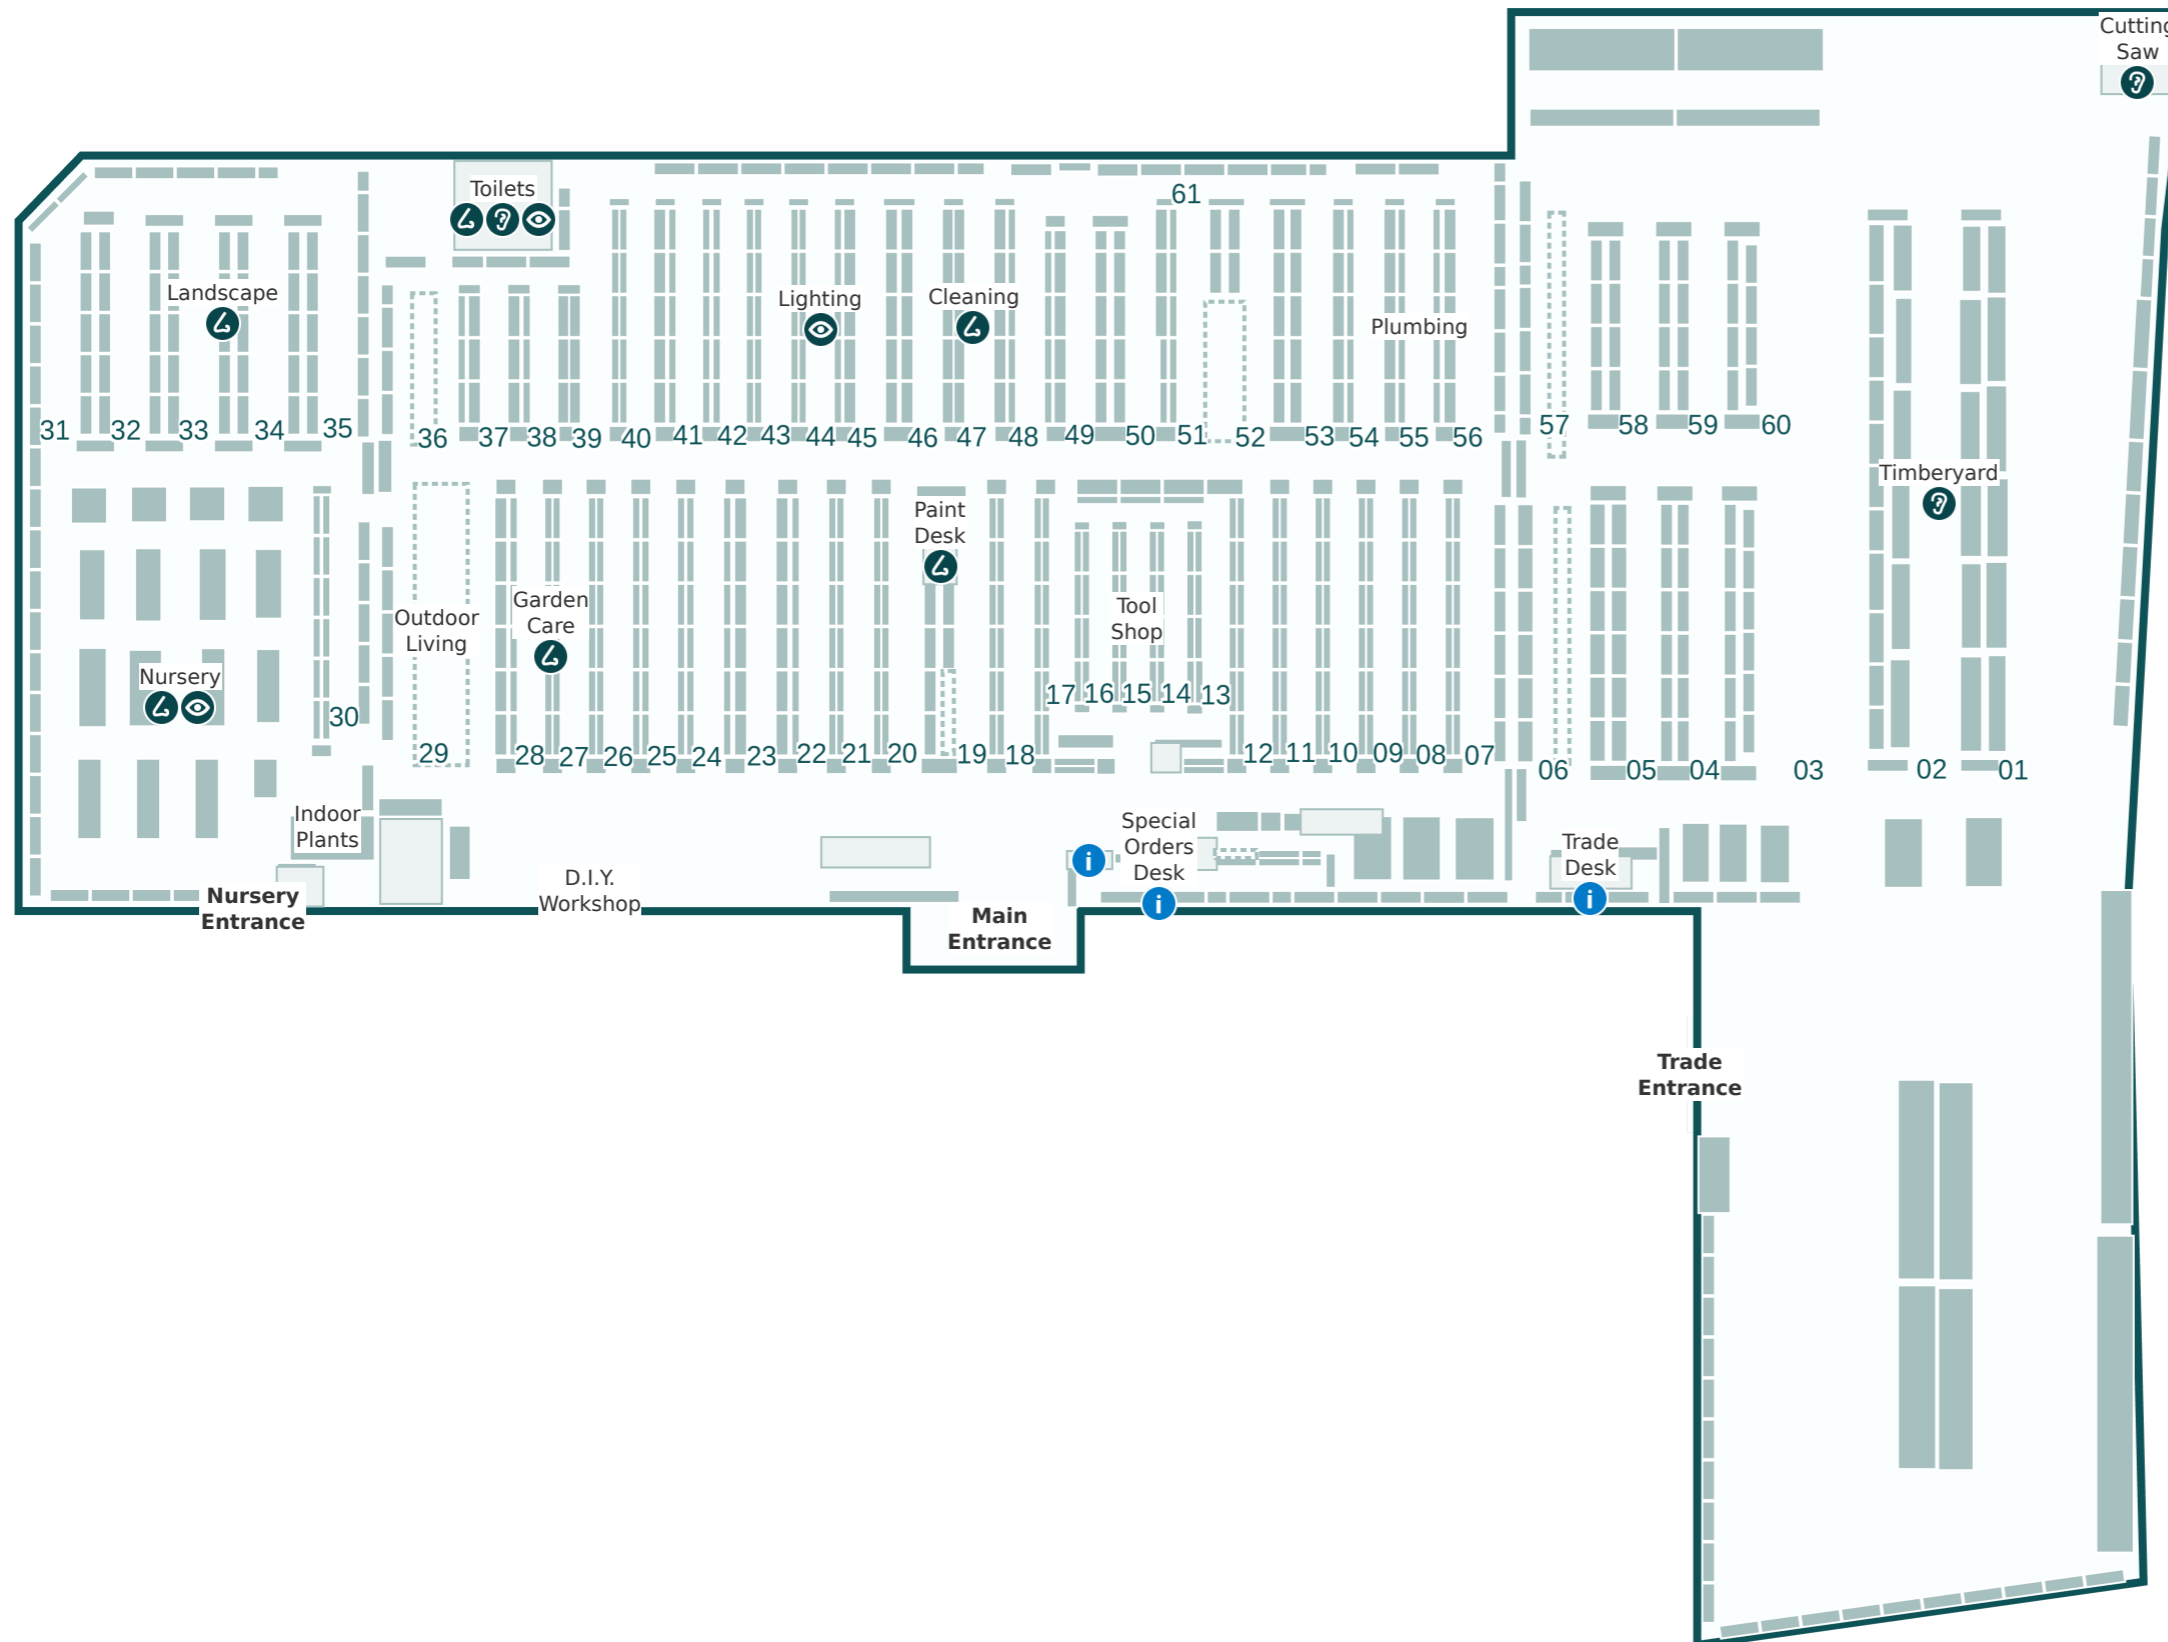 Cutting
Saw
Toilets
61
Landscape
Lighting
Cleaning
Plumbing
31 32 33 34 35 36 37 38 39 40 41 42 43 44 45 46 47 48 49 50 51 52 53 54 55 56 57 58 59 60
Timberyard
Paint
Desk
Outdoor
Living
Garden
Care
Tool
Shop
Nursery
30
17 16 15 14 13
29 28 27 26 25 24 23 22 21 20 19 18 12 11 10 09 08 07 06 05 04 03 02 01
Indoor
Plants
Special
Orders
Desk
Trade
Desk
D.I.Y.
Workshop
Nursery
Entrance
Main
Entrance
Trade
Entrance